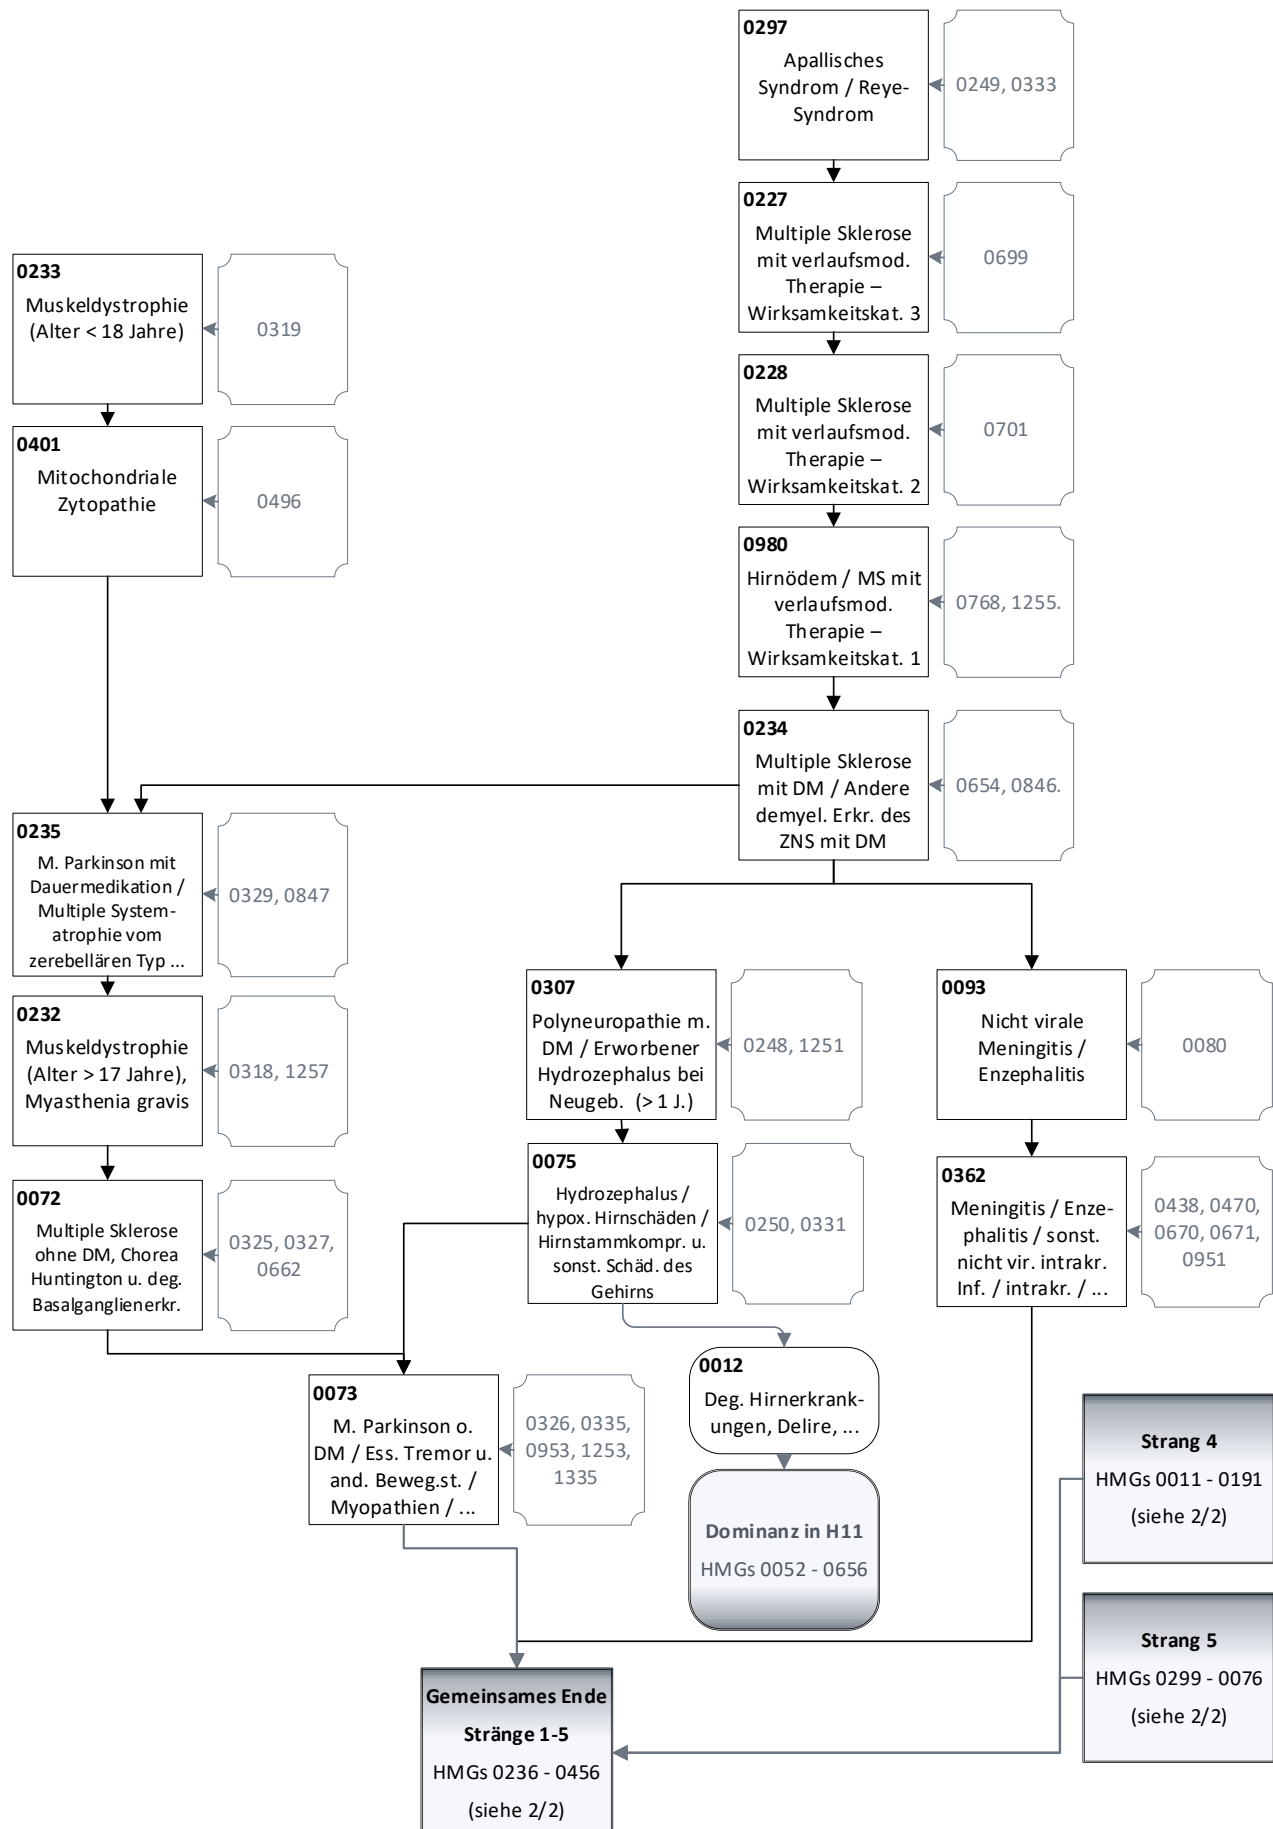 0297
Apallisches
Syndrom / Reye-
Syndrom
0249, 0333
0227
Multiple Sklerose
mit verlaufsmod.
Therapie –
Wirksamkeitskat. 3
0699
0233
Muskeldystrophie
(Alter < 18 Jahre)
0319
0228
Multiple Sklerose
mit verlaufsmod.
Therapie –
Wirksamkeitskat. 2
0701
0401
Mitochondriale
Zytopathie
0496
0980
Hirnödem / MS mit
verlaufsmod.
Therapie –
Wirksamkeitskat. 1
0768, 1255.
0234
Multiple Sklerose
mit DM / Andere
demyel. Erkr. des
ZNS mit DM
0654, 0846.
0235
M. Parkinson mit
Dauermedikation /
Multiple System-
atrophie vom
zerebellären Typ ...
0329, 0847
0232
Muskeldystrophie
(Alter > 17 Jahre),
Myasthenia gravis
0318, 1257
0307
Polyneuropathie m.
DM / Erworbener
Hydrozephalus bei
Neugeb. (> 1 J.)
0248, 1251
0093
Nicht virale
Meningitis /
Enzephalitis
0080
0072
Multiple Sklerose
ohne DM, Chorea
Huntington u. deg.
Basalganglienerkr.
0325, 0327,
0662
0075
Hydrozephalus /
hypox. Hirnschäden /
Hirnstammkompr. u.
sonst. Schäd. des
Gehirns
0250, 0331
0362
Meningitis / Enze-
phalitis / sonst.
nicht vir. intrakr.
Inf. / intrakr. / ...
0438, 0470,
0670, 0671,
0951
0073
M. Parkinson o.
DM / Ess. Tremor u.
and. Beweg.st. /
Myopathien / ...
0326, 0335,
0953, 1253,
1335
0012
Deg. Hirnerkrank-
ungen, Delire, ...
Dominanz in H11
HMGs 0052 - 0656
Strang 4
HMGs 0011 - 0191
(siehe 2/2)
Strang 5
HMGs 0299 - 0076
(siehe 2/2)
Gemeinsames Ende
Stränge 1-5
HMGs 0236 - 0456
(siehe 2/2)